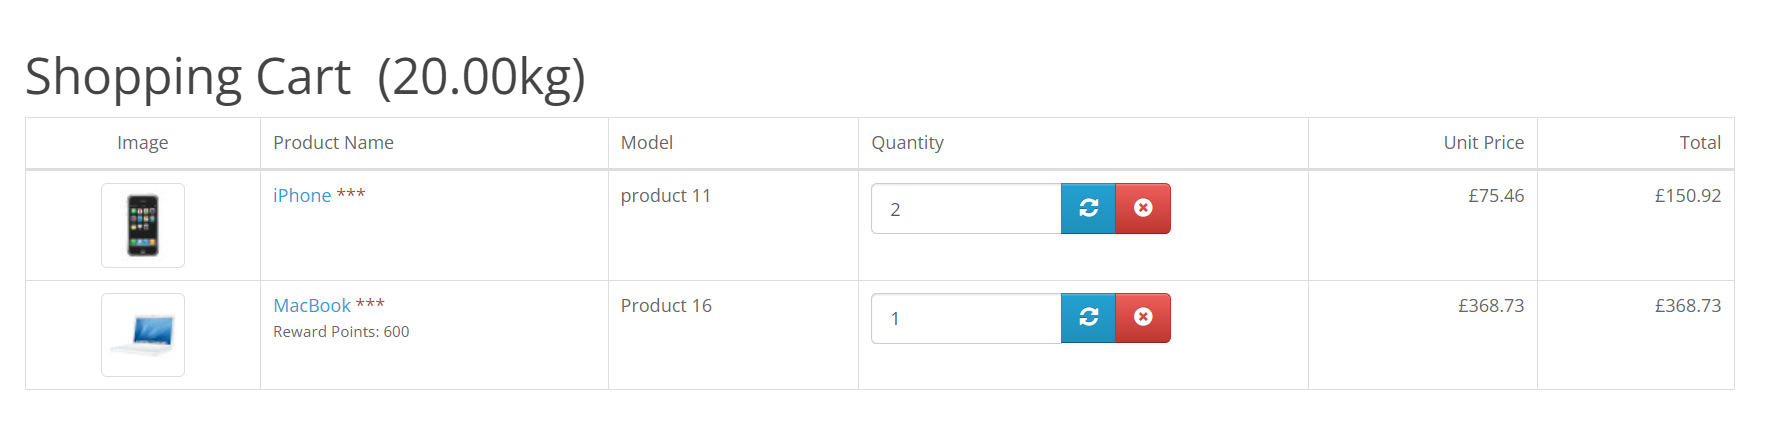 Shopping Cart (20.00kg)
Image Product Name Model Quantity Unit Price Total
iPhone *** product 11 2 £75.46 £150.92
MacBook *** Product 16 1 £368.73 £368.73
Reward Points: 600